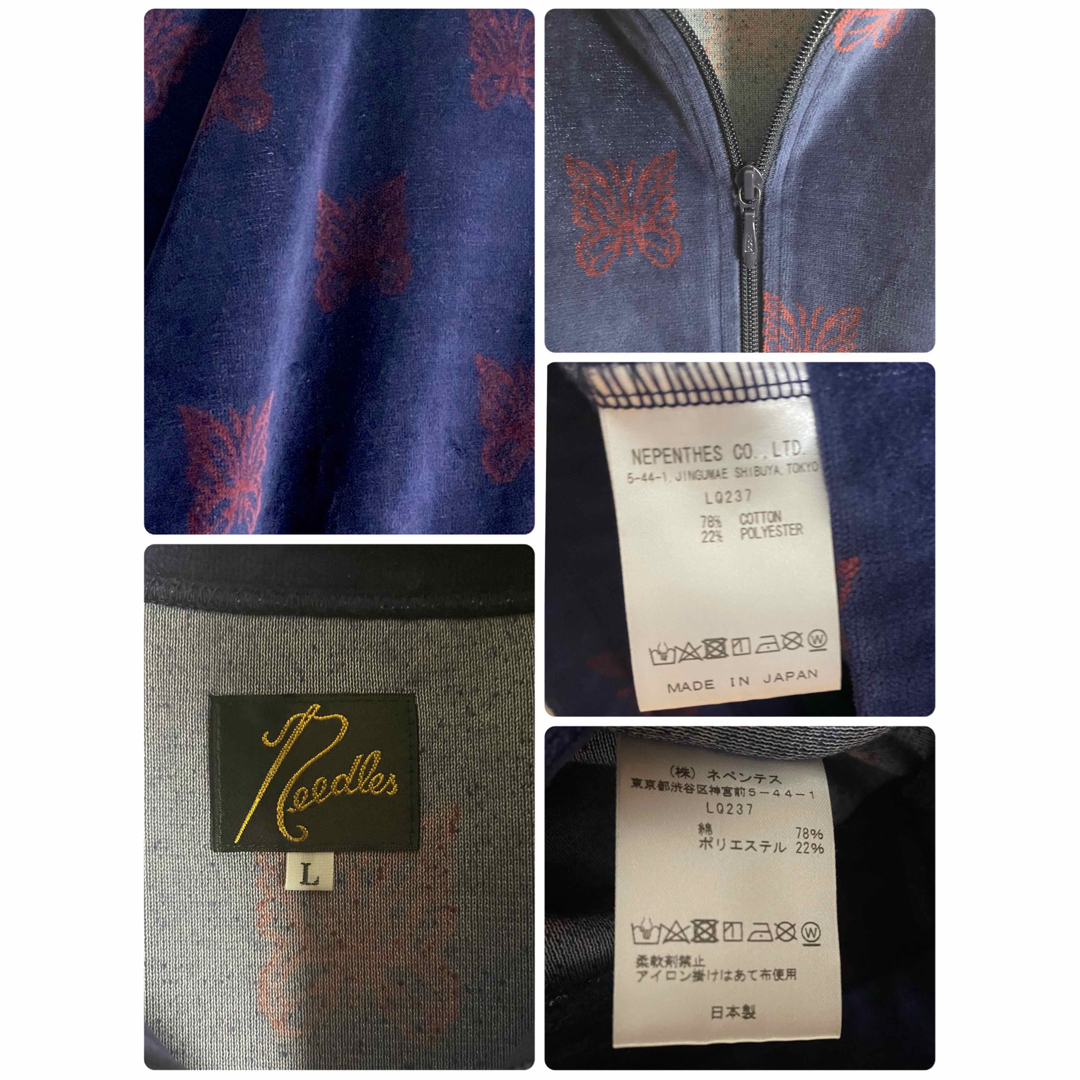 NEPENTHES CO.,LTD.
5-44-1, JINGUMAE SHIBUYA, TOKYO
LQ237
78% COTTON
22% POLYESTER
W
MADE IN JAPAN
Needles
L
(株) ネペンテス
東京都渋谷区神宮前5-44-1
LQ237
綿 78%
ポリエステル 22%
W
柔軟剤禁止
アイロン掛けはあて布使用
日本製